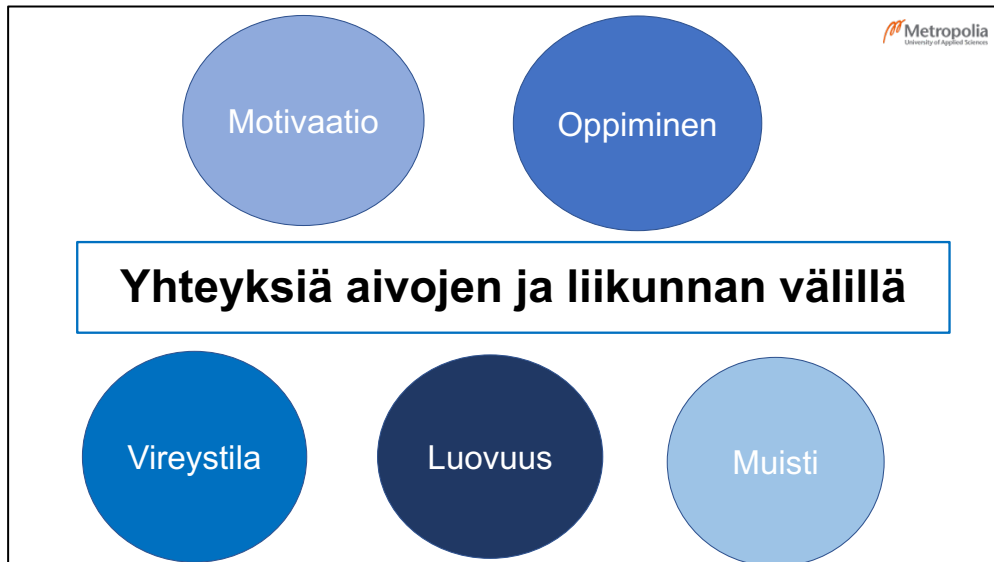 Metropolia
University of Applied Sciences
Motivaatio
Oppiminen
Yhteyksiä aivojen ja liikunnan välillä
Vireystila
Luovuus
Muisti